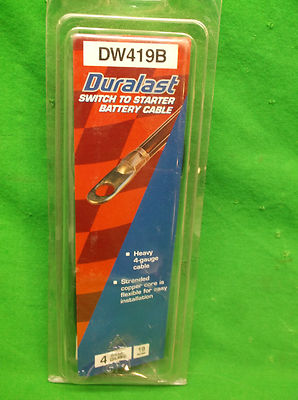 DW419B
Duralast
SWITCH TO STARTER
BATTERY CABLE
Heavy
4-gauge
cable
Stranded
copper core is
flexible for easy
installation
4
19